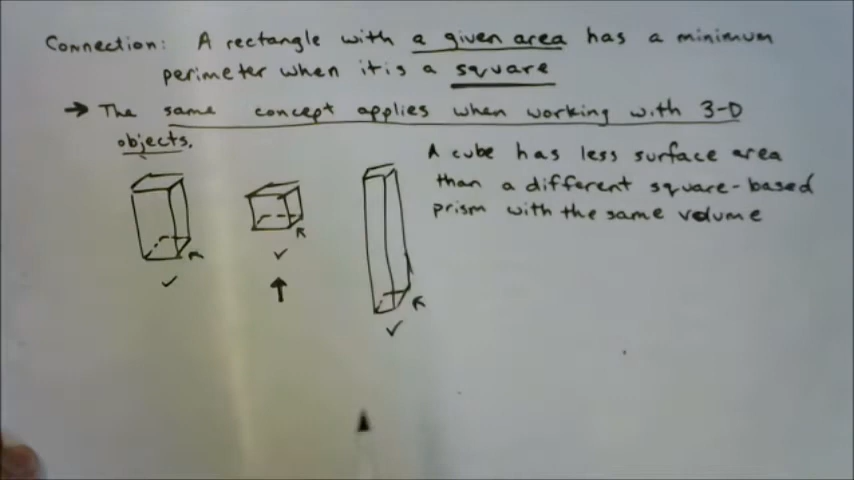 Connection: A rectangle with a given area has a minimum
perimeter when it is a square
→ The same concept applies when working with 3-D
objects.
A cube has less surface area
than a different square-based
prism with the same volume